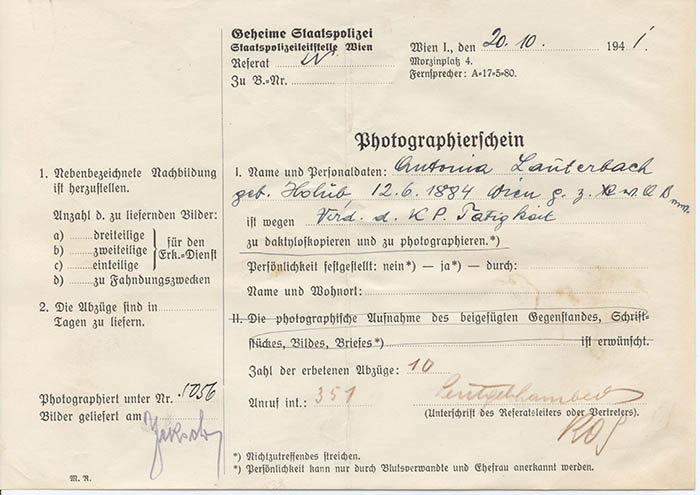 Geheime Staatspolizei
Staatspolizeileitstelle Wien
Referat
Zu B.=Nr.
Wien I., den 20.10. 1941.
Morzinplatz 4.
Fernsprecher: A=17=5=80.
Photographierschein
1. Nebenbezeichnete Nachbildung
ist herzustellen.
Anzahl d. zu liefernden Bilder:
a) dreiteilige
b) zweiteilige
c) einteilige
für den
Erk.=Dienst
d) zu Fahndungszwecken
2. Die Abzüge sind in
Tagen zu liefern.
Photographiert unter Nr. 1056
Bilder geliefert am
M. R.
I. Name und Personaldaten: Antonia Lauterbach
geb. Holub 12.6.1884 Wien g. z.
ist wegen Verd. d. KP. Tätigkeit
zu daktyloskopieren und zu photographieren.*)
Persönlichkeit festgestellt: nein*) — ja*) — durch:
Name und Wohnort:
II. Die photographische Aufnahme des beigefügten Gegenstandes, Schrift=
stückes, Bildes, Briefes*) ist erwünscht.
Zahl der erbetenen Abzüge: 10
Anruf int.: 351
(Unterschrift des Referatsleiters oder Vertreters).
KOS
*) Nichtzutreffendes streichen.
*) Persönlichkeit kann nur durch Blutsverwandte und Ehefrau anerkannt werden.